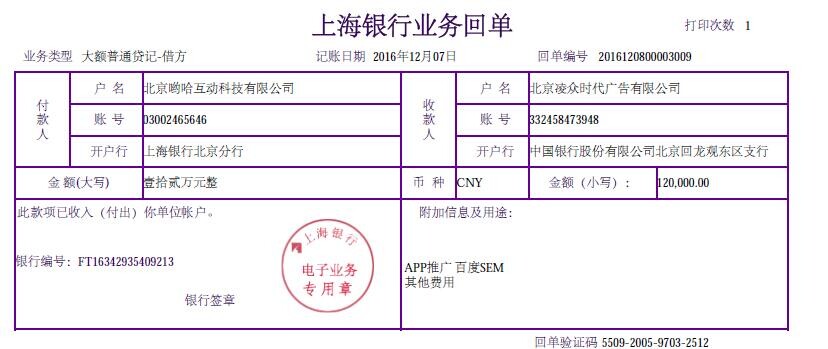 上海银行业务回单
打印次数 1
业务类型 大额普通贷记-借方 记账日期 2016年12月07日 回单编号 2016120800003009
付款人 户 名 北京哟哈互动科技有限公司 收款人 户 名 北京凌众时代广告有限公司
账 号 03002465646 账 号 332458473948
开户行 上海银行北京分行 开户行 中国银行股份有限公司北京回龙观东区支行
金 额(大写) 壹拾贰万元整 币 种 CNY 金额（小写）： 120,000.00
此款项已收入（付出）你单位帐户。 附加信息及用途：
上海银行
银行编号：FT16342935409213 电子业务 APP推广 百度SEM
专用章 其他费用
银行签章
回单验证码 5509-2005-9703-2512